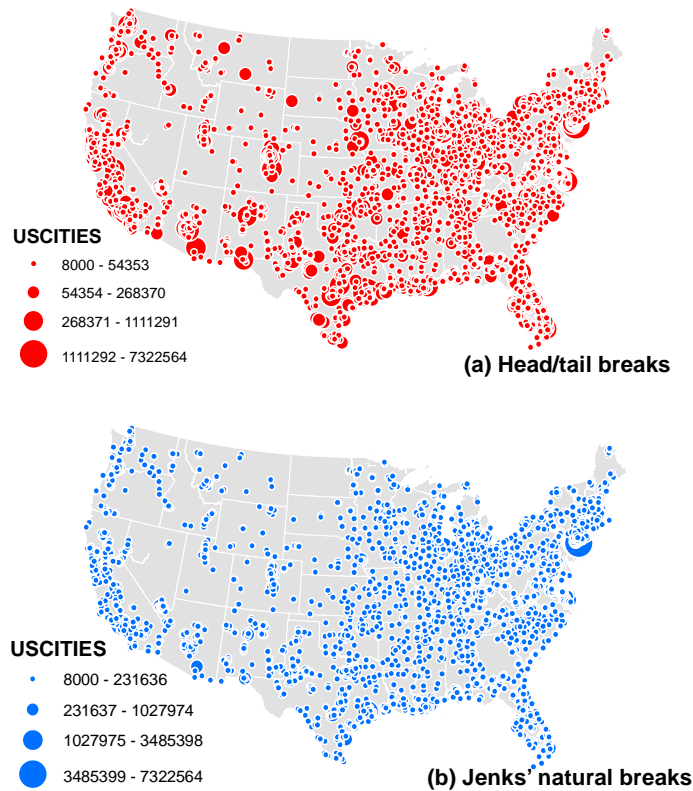 USCITIES
8000 - 54353
54354 - 268370
268371 - 1111291
1111292 - 7322564
(a) Head/tail breaks
USCITIES
8000 - 231636
231637 - 1027974
1027975 - 3485398
3485399 - 7322564
(b) Jenks' natural breaks